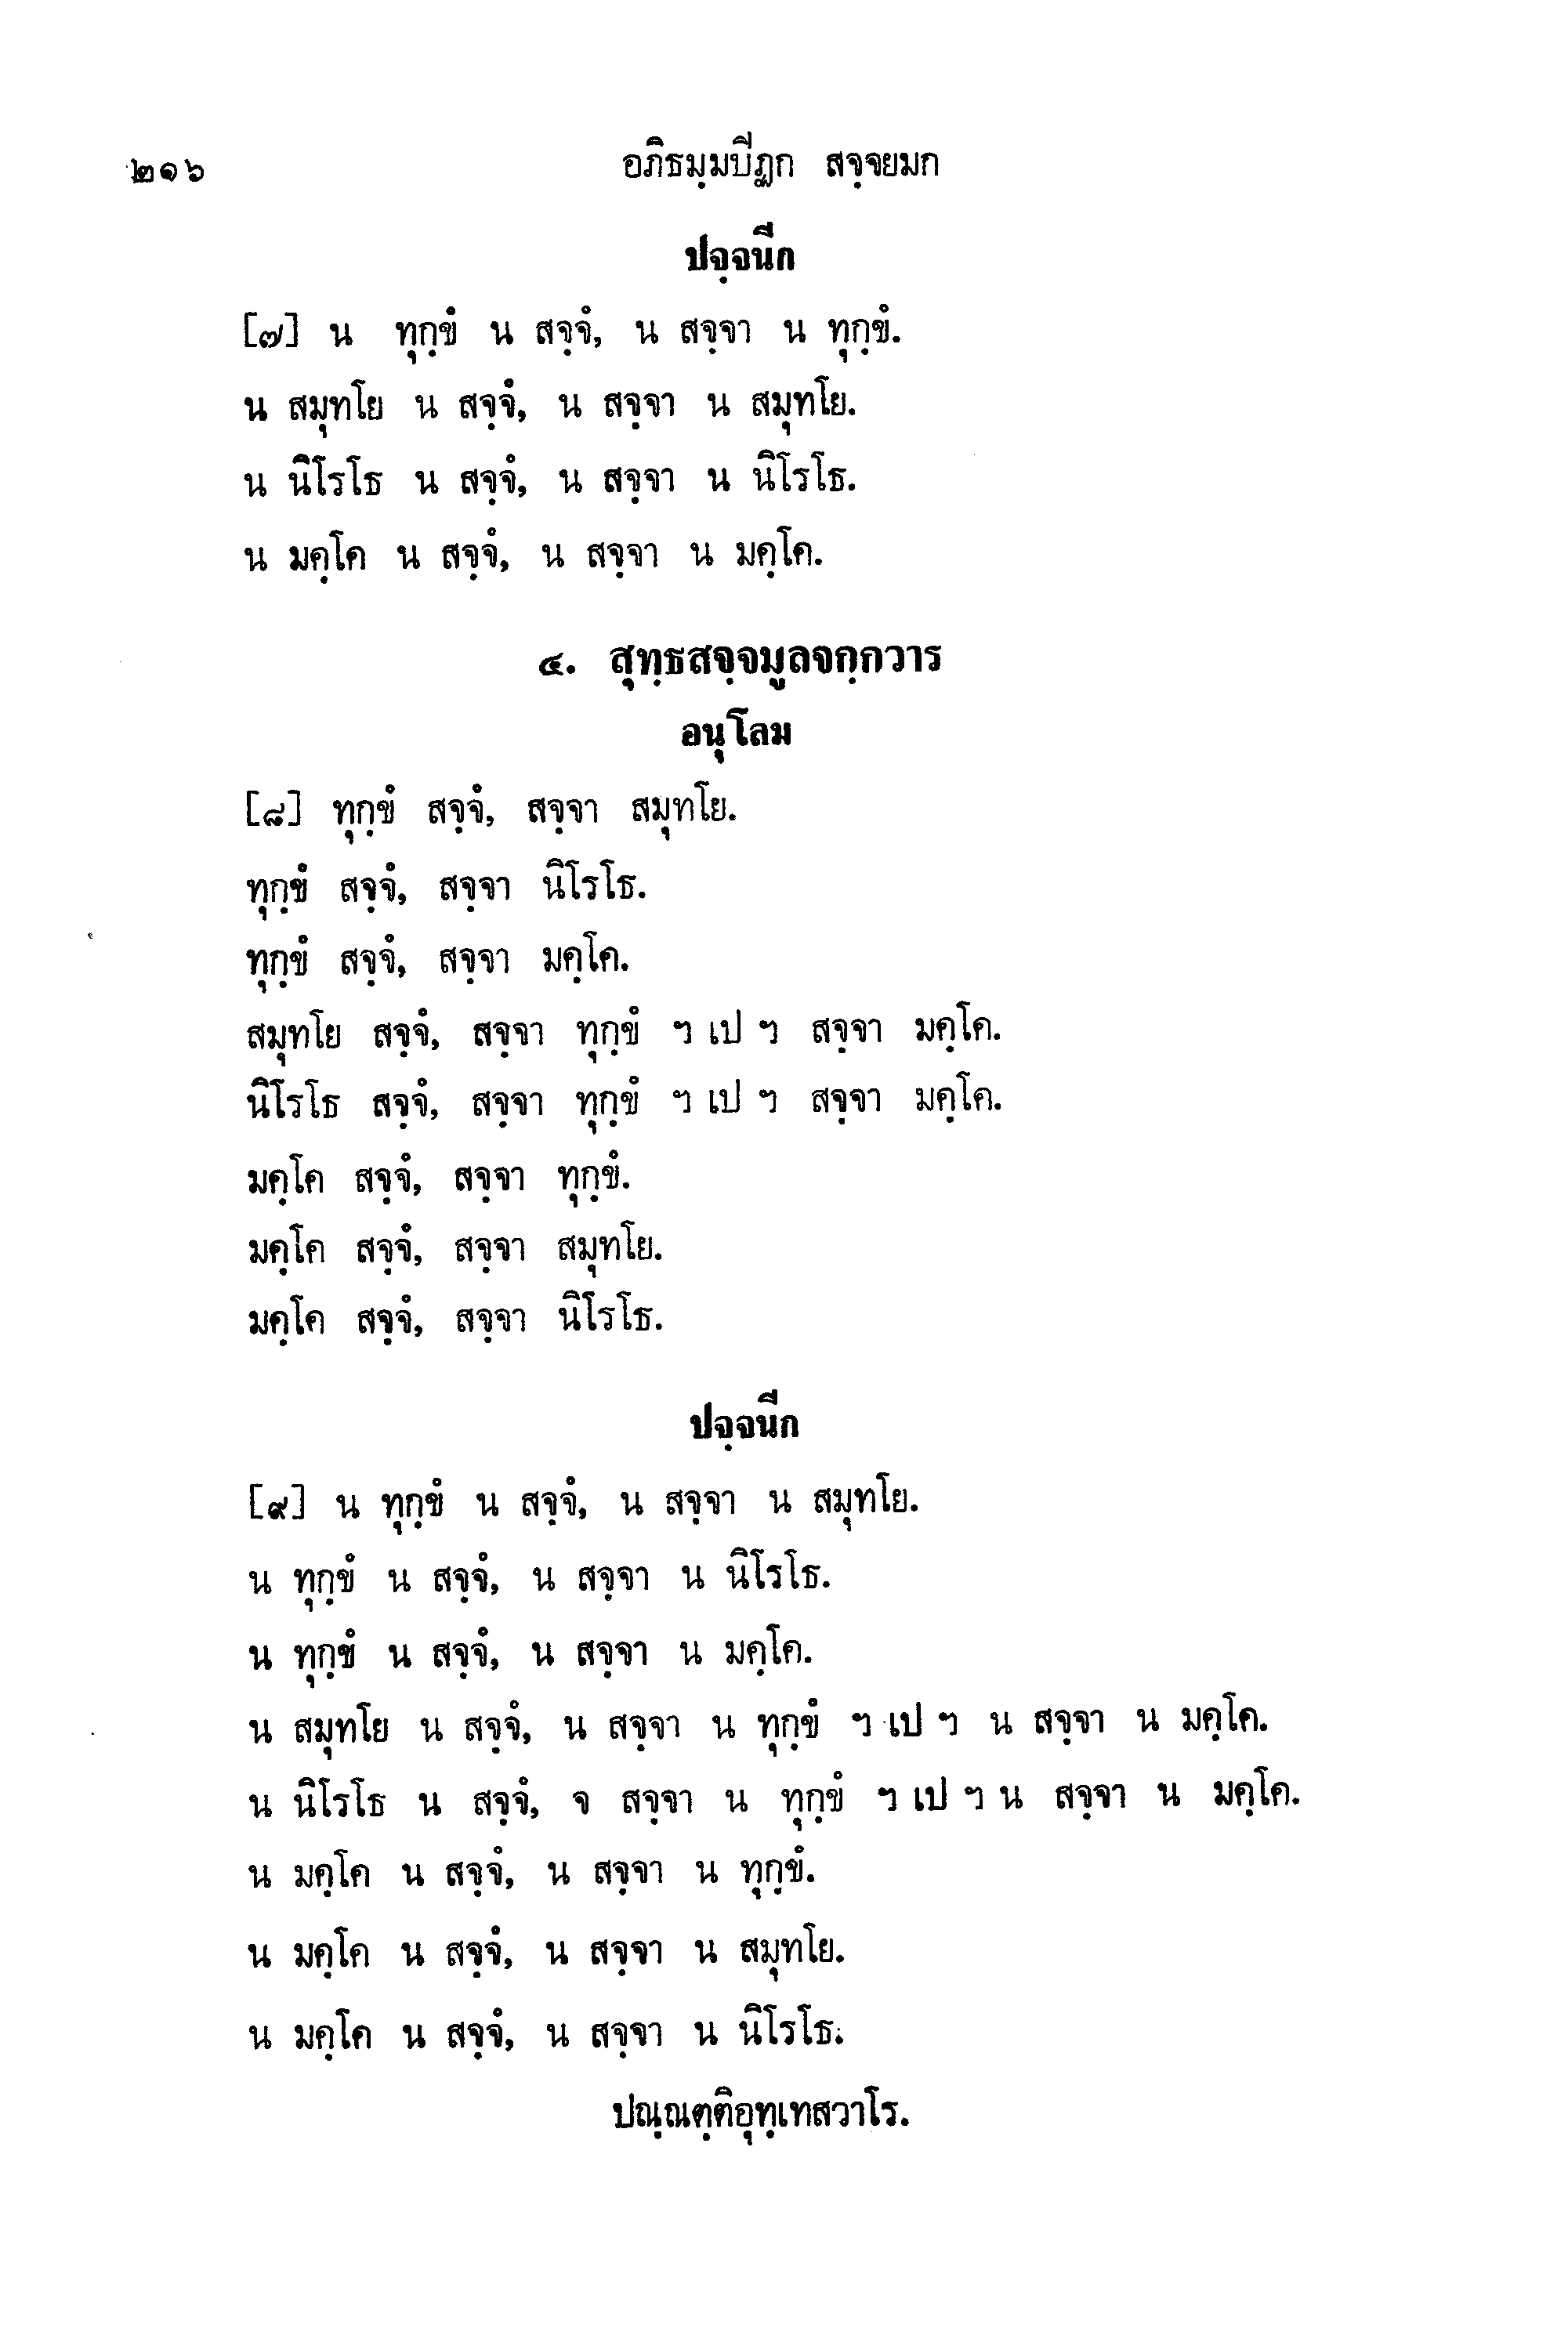 ๒๑๖ อภิธมฺมปีฏก สจฺจยมก
ปจฺจนีก
[๗] น ทุกฺขํ น สจฺจํ, น สจฺจา น ทุกฺขํ.
น สมุทโย น สจฺจํ, น สจฺจา น สมุทโย.
น นิโรโธ น สจฺจํ, น สจฺจา น นิโรโธ.
น มคฺโค น สจฺจํ, น สจฺจา น มคฺโค.
๔. สุทฺธสจฺจมูลจกฺกวาร
อนุโลม
[๘] ทุกฺขํ สจฺจํ, สจฺจา สมุทโย.
ทุกฺขํ สจฺจํ, สจฺจา นิโรโธ.
ทุกฺขํ สจฺจํ, สจฺจา มคฺโค.
สมุทโย สจฺจํ, สจฺจา ทุกฺขํ ฯ เป ฯ สจฺจา มคฺโค.
นิโรโธ สจฺจํ, สจฺจา ทุกฺขํ ฯ เป ฯ สจฺจา มคฺโค.
มคฺโค สจฺจํ, สจฺจา ทุกฺขํ.
มคฺโค สจฺจํ, สจฺจา สมุทโย.
มคฺโค สจฺจํ, สจฺจา นิโรโธ.
ปจฺจนีก
[๙] น ทุกฺขํ น สจฺจํ, น สจฺจา น สมุทโย.
น ทุกฺขํ น สจฺจํ, น สจฺจา น นิโรโธ.
น ทุกฺขํ น สจฺจํ, น สจฺจา น มคฺโค.
น สมุทโย น สจฺจํ, น สจฺจา น ทุกฺขํ ฯ เป ฯ น สจฺจา น มคฺโค.
น นิโรโธ น สจฺจํ, จ สจฺจา น ทุกฺขํ ฯ เป ฯ น สจฺจา น มคฺโค.
น มคฺโค น สจฺจํ, น สจฺจา น ทุกฺขํ.
น มคฺโค น สจฺจํ, น สจฺจา น สมุทโย.
น มคฺโค น สจฺจํ, น สจฺจา น นิโรโธ.
ปณฺณตฺติอุทฺเทสวาโร.